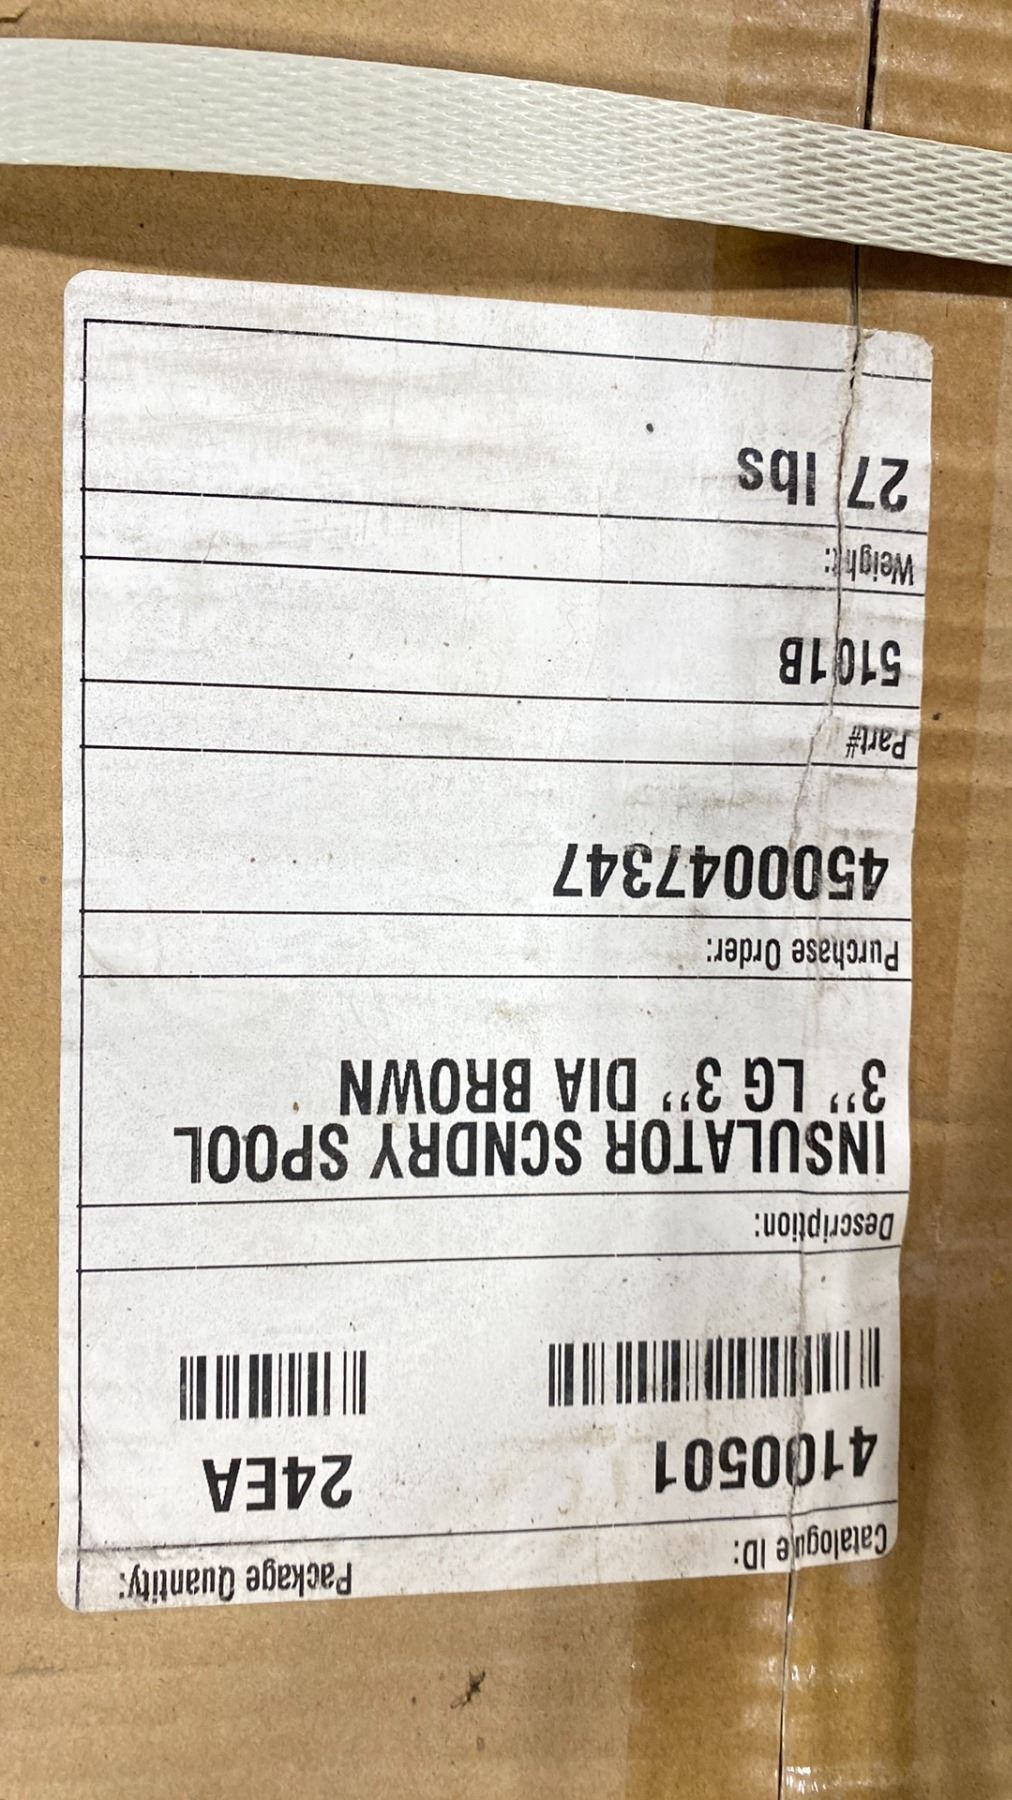 Catalogue ID: Package Quantity:
4100501 24EA
Description:
INSULATOR SCNDRY SPOOL
3" LG 3" DIA BROWN
Purchase Order:
4500047347
Part#
5101B
Weight:
27 lbs